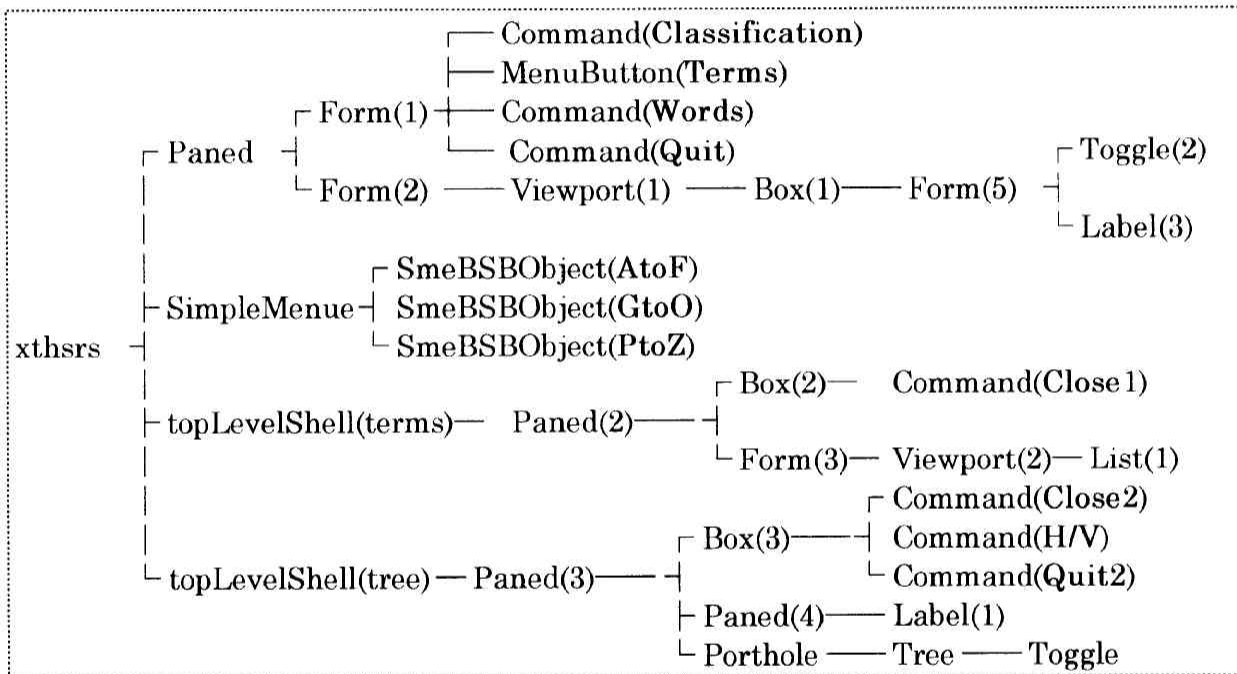 Command(Classification)
MenuButton(Terms)
Form(1) Command(Words)
Paned Command(Quit) Toggle(2)
Form(2) Viewport(1) Box(1) Form(5)
Label(3)
SmeBSBObject(AtoF)
SimpleMenue SmeBSBObject(GtoO)
xthsrs SmeBSBObject(PtoZ)
Box(2) Command(Close1)
topLevelShell(terms) Paned(2)
Form(3) Viewport(2) List(1)
Command(Close2)
Box(3) Command(H/V)
topLevelShell(tree) Paned(3) Command(Quit2)
Paned(4) Label(1)
Porthole Tree Toggle